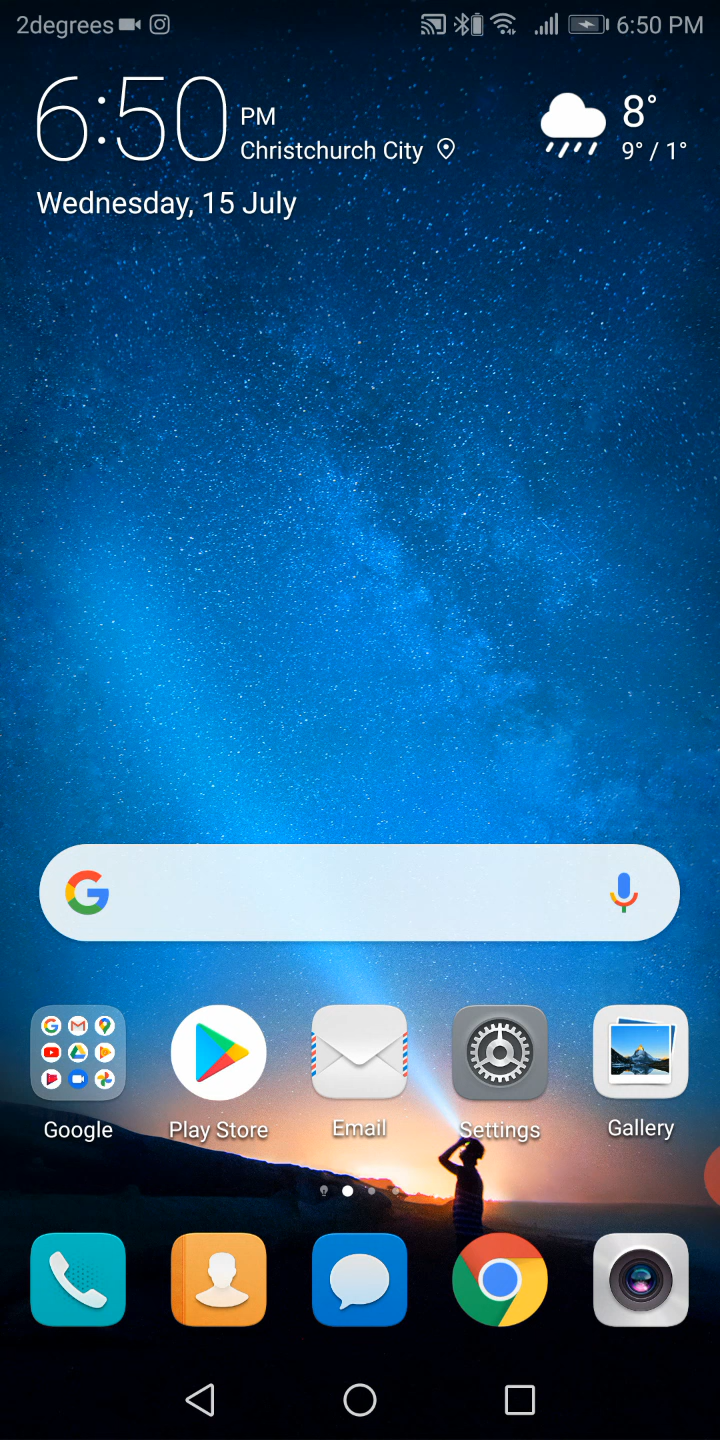 2degrees 6:50 PM
6:50 PM
Christchurch City
8°
9° / 1°
Wednesday, 15 July
Google Play Store Email Settings Gallery